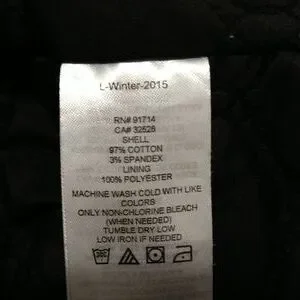 L-Winter-2015
RN# 91714
CA# 32526
SHELL
97% COTTON
3% SPANDEX
LINING
100% POLYESTER
MACHINE WASH COLD WITH LIKE
COLORS
ONLY NON-CHLORINE BLEACH
(WHEN NEEDED)
TUMBLE DRY LOW
LOW IRON IF NEEDED